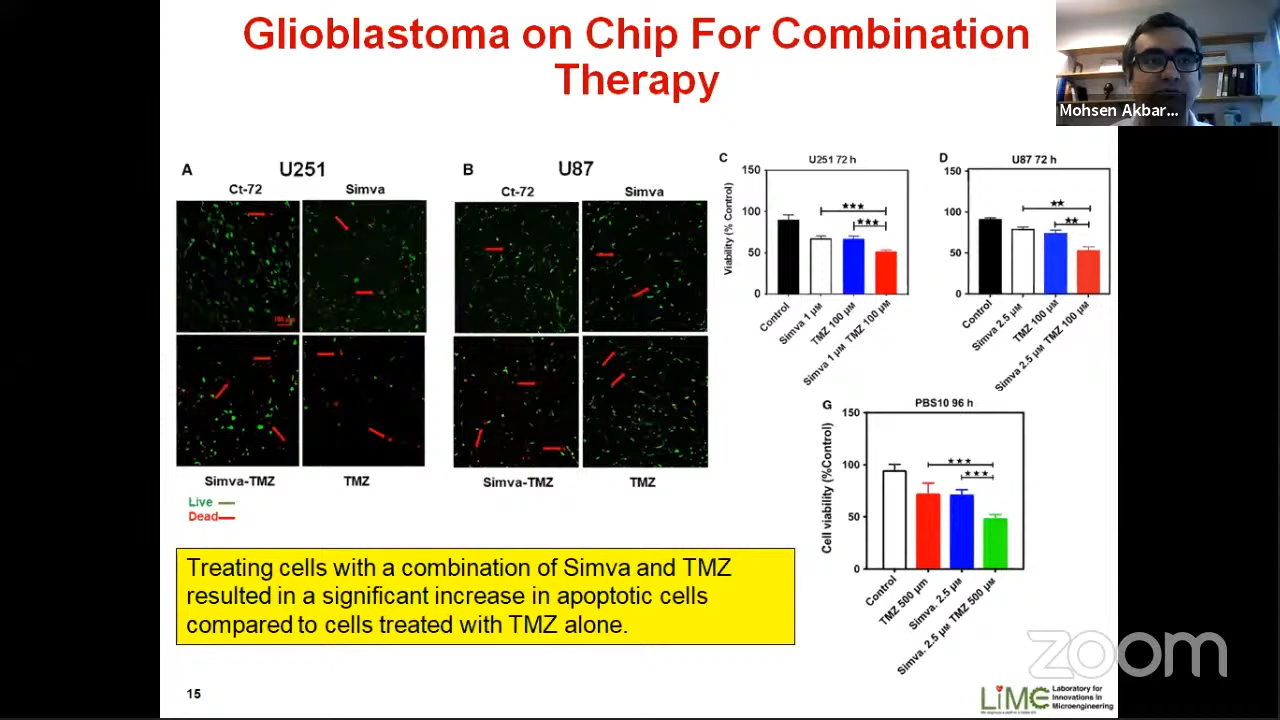 Glioblastoma on Chip For Combination
Therapy
Mohsen Akbar...
A
U251
Ct-72
Simva
100 µm
Simva-TMZ
TMZ
Live
Dead
B
U87
Ct-72
Simva
Simva-TMZ
TMZ
C
U251 72 h
Viability (% Control)
150
100
50
0
***
***
Control
Simva 1 µM
TMZ 100 µM
Simva 1 µM TMZ 100 µM
D
U87 72 h
150
100
50
0
**
**
Control
Simva 2.5 µM
TMZ 100 µM
Simva 2.5 µM TMZ 100 µM
G
PBS10 96 h
Cell viability (%Control)
150
100
50
0
***
***
Control
TMZ 500 µm
Simva. 2.5 µM
Simva. 2.5 µM TMZ 500 µM
Treating cells with a combination of Simva and TMZ
resulted in a significant increase in apoptotic cells
compared to cells treated with TMZ alone.
15
zoom
LiME
Laboratory for
Innovations in
Microengineering